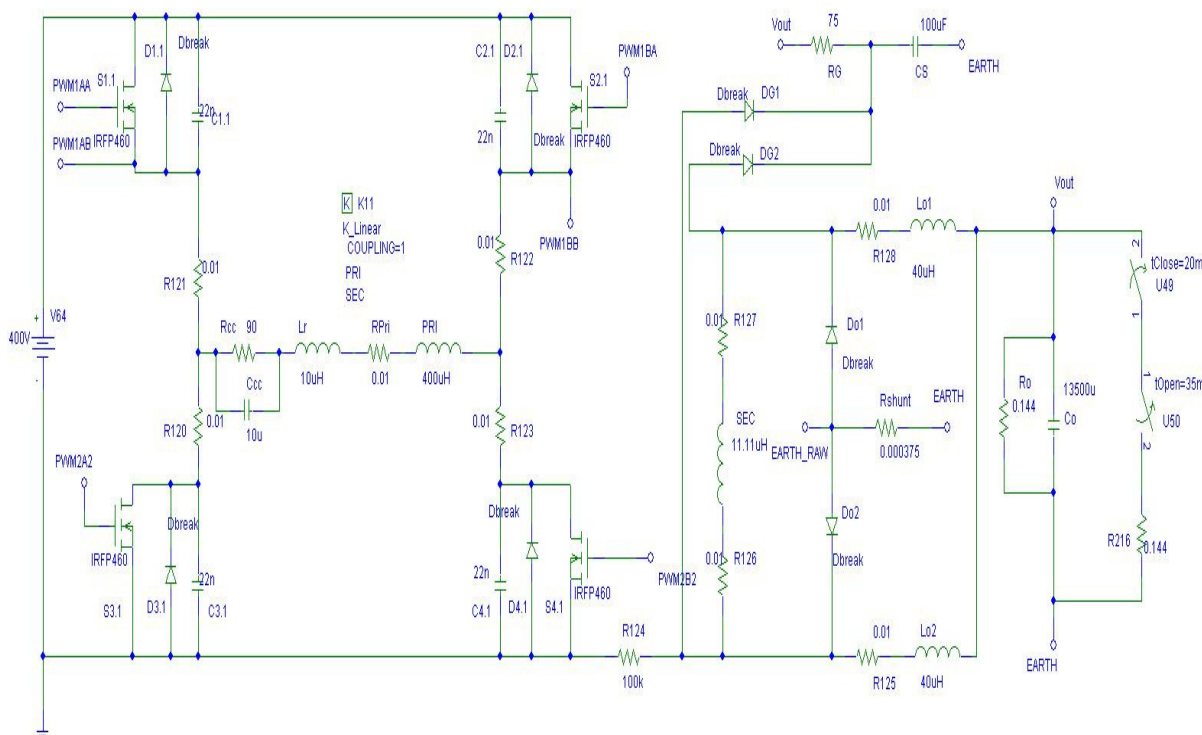 D1.1
Dbreak
PWM1AA
S1.1
22n
C1.1
IRFP460
PWM1AB
C2.1
D2.1
PWM1BA
S2.1
22n
Dbreak
IRFP460
PWM1BB
Vout
75
RG
100uF
CS
EARTH
Dbreak
DG1
Dbreak
DG2
K
K11
K_Linear
COUPLING=1
PRI
SEC
0.01
R121
0.01
R122
+
V64
400V
-
Rcc
90
Lr
RPri
PRI
10uH
0.01
400uH
Ccc
10u
R120
0.01
0.01
R123
PWM2A2
Dbreak
IRFP460
22n
S3.1
D3.1
C3.1
Dbreak
22n
C4.1
D4.1
S4.1
IRFP460
PWM2B2
R124
100k
0.01
R128
Lo1
40uH
0.01
R127
Do1
Dbreak
SEC
11.11uH
EARTH_RAW
Rshunt
0.000375
EARTH
Do2
Dbreak
0.01
R126
0.01
R125
Lo2
40uH
Vout
2
tClose=20m
U49
1
Ro
0.144
13500u
Co
1
tOpen=35m
U50
2
R216
0.144
EARTH